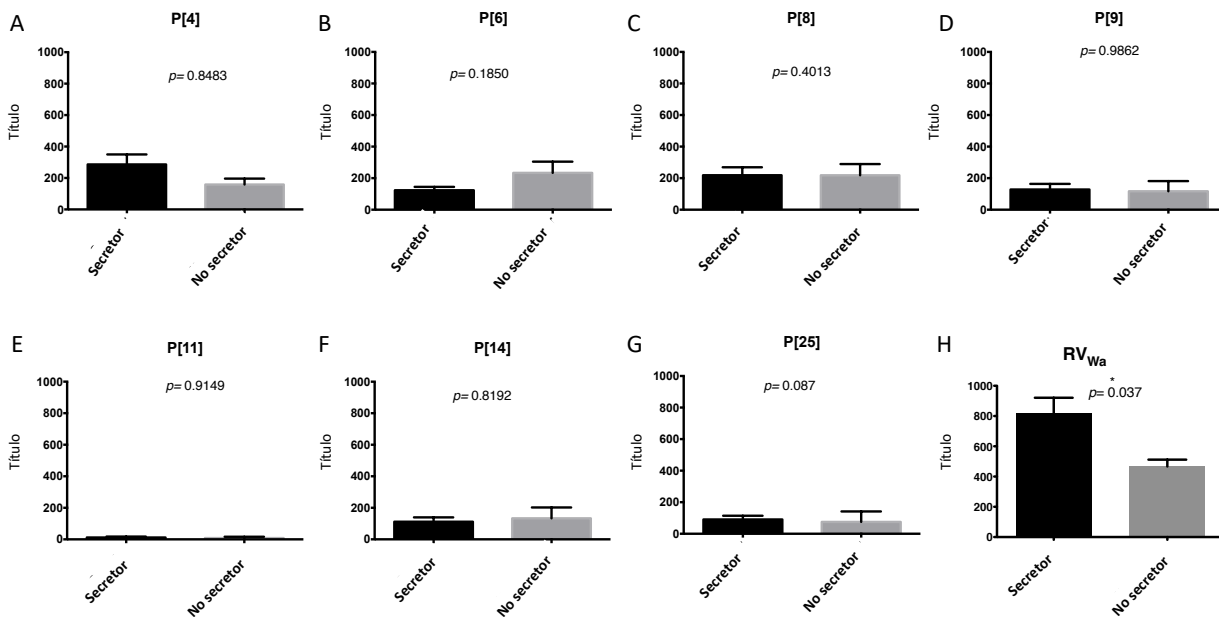 A
P[4]
p= 0.8483
Título
1000
800
600
400
200
0
Secretor
No secretor
B
P[6]
p= 0.1850
Título
1000
800
600
400
200
0
Secretor
No secretor
C
P[8]
p= 0.4013
Título
1000
800
600
400
200
0
Secretor
No secretor
D
P[9]
p= 0.9862
Título
1000
800
600
400
200
0
Secretor
No secretor
E
P[11]
p= 0.9149
Título
1000
800
600
400
200
0
Secretor
No secretor
F
P[14]
p= 0.8192
Título
1000
800
600
400
200
0
Secretor
No secretor
G
P[25]
p= 0.087
Título
1000
800
600
400
200
0
Secretor
No secretor
H
RVWa
*
p= 0.037
Título
1000
800
600
400
200
0
Secretor
No secretor